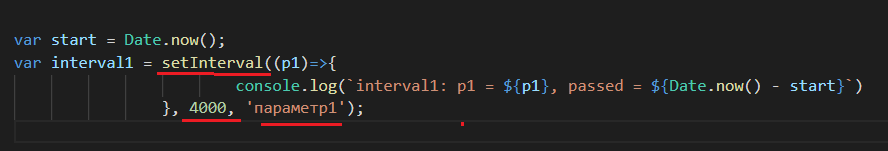 var start = Date.now();
var interval1 = setInterval((p1)=>{
console.log(`interval1: p1 = ${p1}, passed = ${Date.now() - start}`)
}, 4000, 'параметр1');